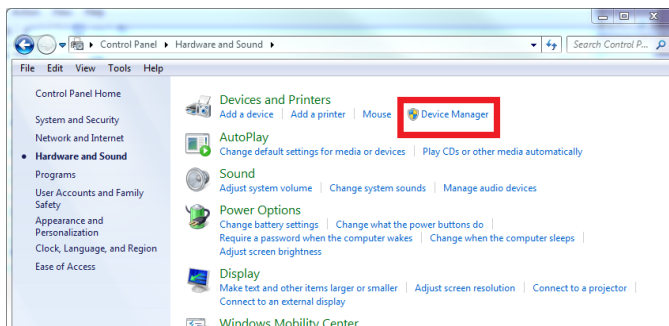 Control Panel ▸ Hardware and Sound ▸
Search Control P...
File Edit View Tools Help
Control Panel Home
System and Security
Network and Internet
Hardware and Sound
Programs
User Accounts and Family
Safety
Appearance and
Personalization
Clock, Language, and Region
Ease of Access
Devices and Printers
Add a device | Add a printer | Mouse | Device Manager
AutoPlay
Change default settings for media or devices | Play CDs or other media automatically
Sound
Adjust system volume | Change system sounds | Manage audio devices
Power Options
Change battery settings | Change what the power buttons do |
Require a password when the computer wakes | Change when the computer sleeps |
Adjust screen brightness
Display
Make text and other items larger or smaller | Adjust screen resolution | Connect to a projector |
Connect to an external display
Windows Mobility Center